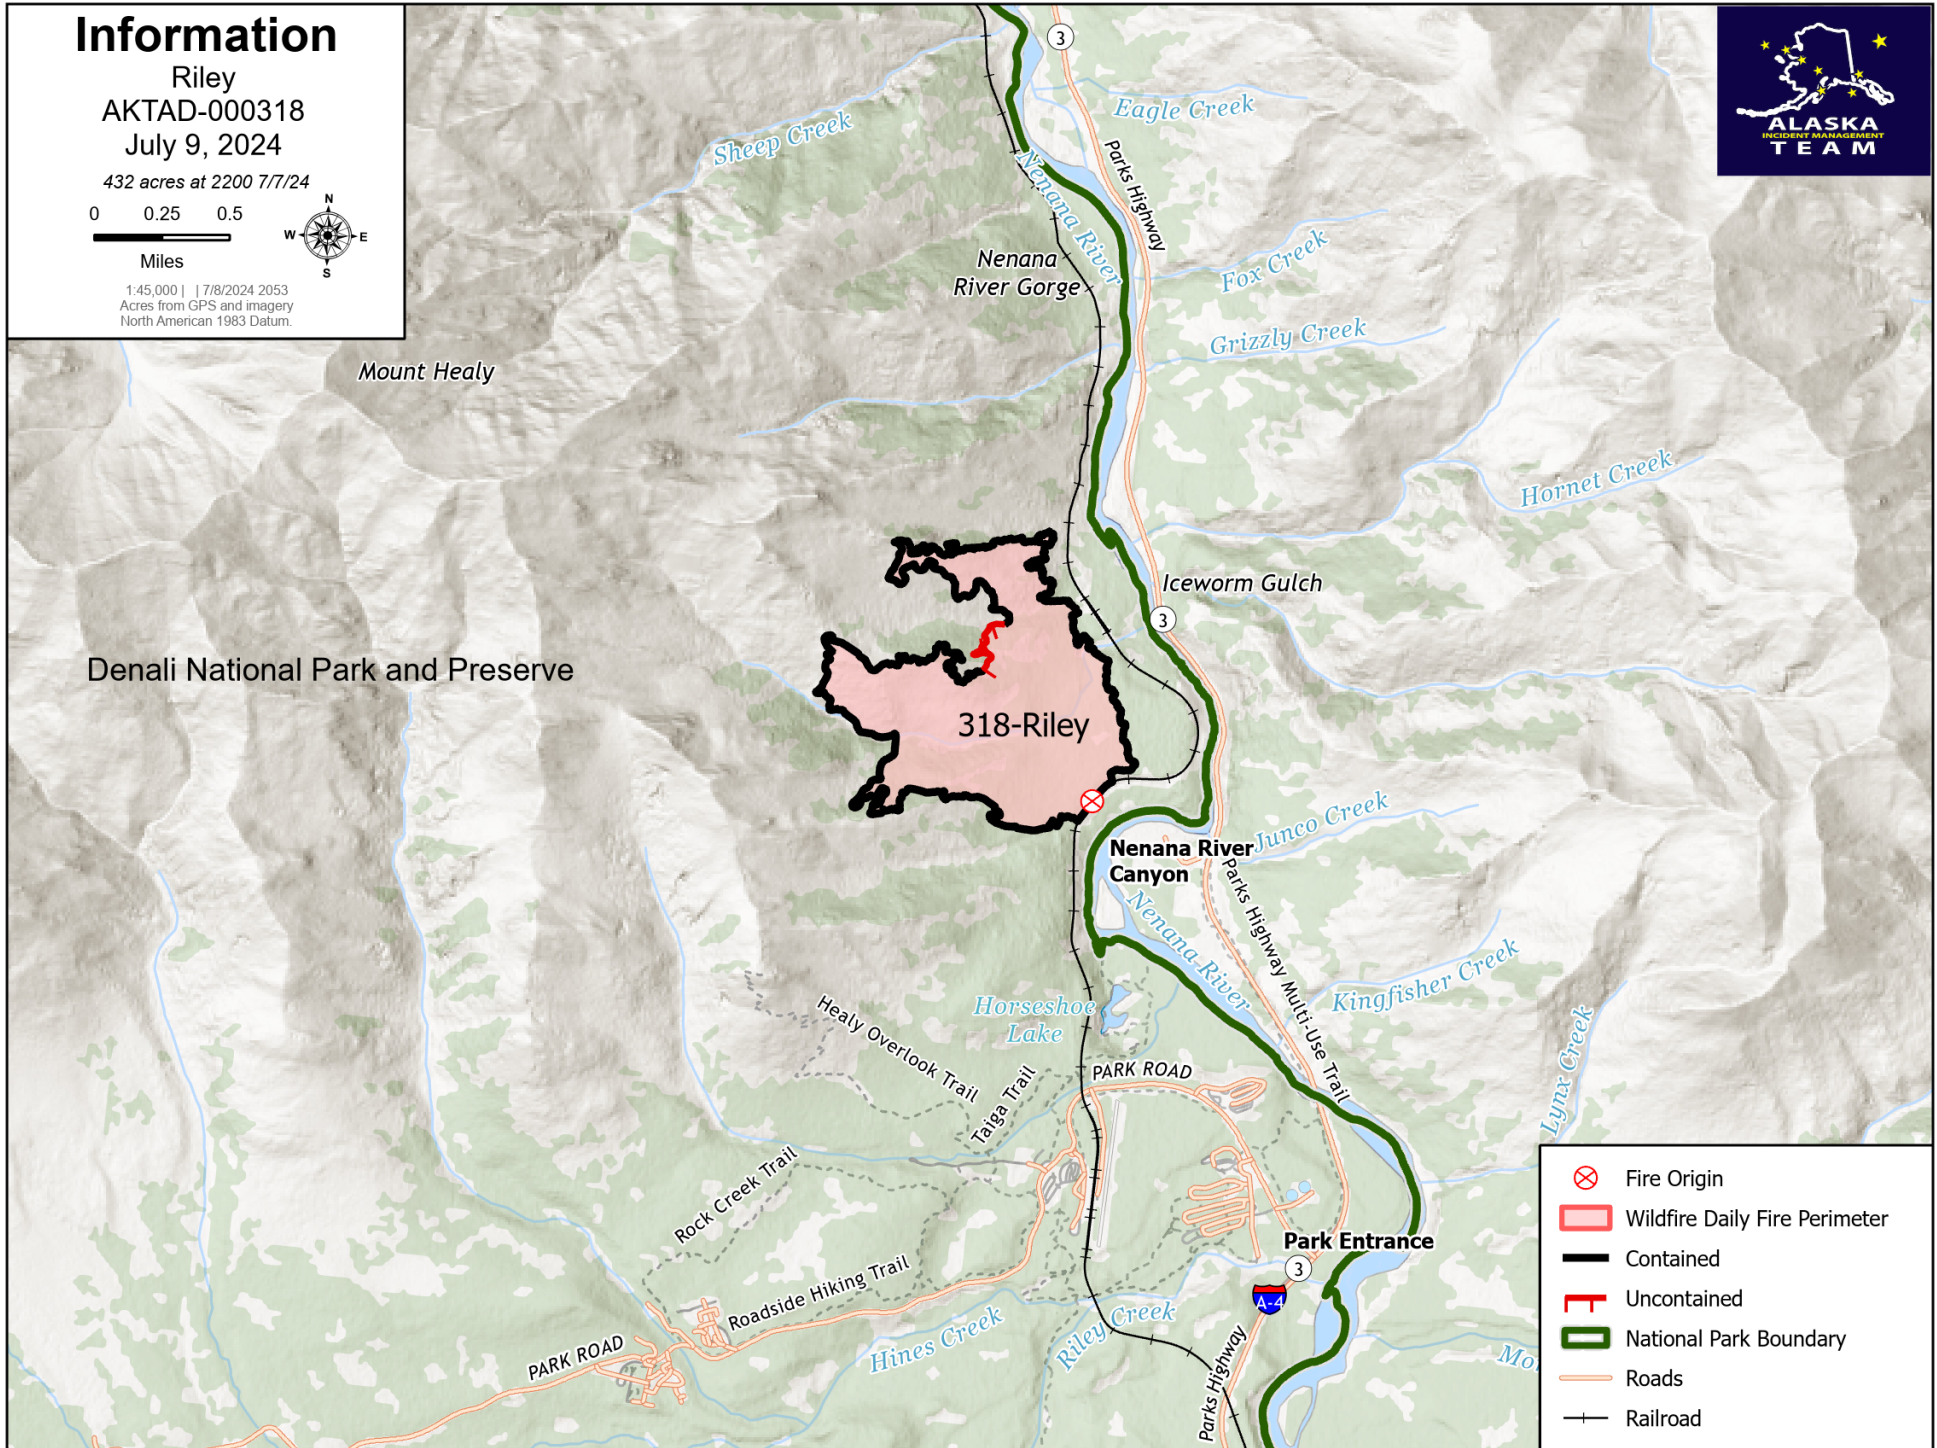 Information
Riley
AKTAD-000318
July 9, 2024
432 acres at 2200 7/7/24
0 0.25 0.5
Miles
N
W E
S
1:45,000 | | 7/8/2024 2053
Acres from GPS and imagery
North American 1983 Datum.
ALASKA
INCIDENT MANAGEMENT
TEAM
3
Eagle Creek
Sheep Creek
Parks Highway
Nenana River
Nenana
River Gorge
Fox Creek
Grizzly Creek
Mount Healy
Hornet Creek
Iceworm Gulch
3
Denali National Park and Preserve
318-Riley
Junco Creek
Nenana River
Canyon
Parks Highway Multi-Use Trail
Nenana River
Kingfisher Creek
Horseshoe
Lake
Healy Overlook Trail
Taiga Trail
PARK ROAD
Lynx Creek
Rock Creek Trail
Roadside Hiking Trail
Park Entrance
3
A-4
Hines Creek
Riley Creek
PARK ROAD
Parks Highway
Fire Origin
Wildfire Daily Fire Perimeter
Contained
Uncontained
National Park Boundary
Roads
Railroad